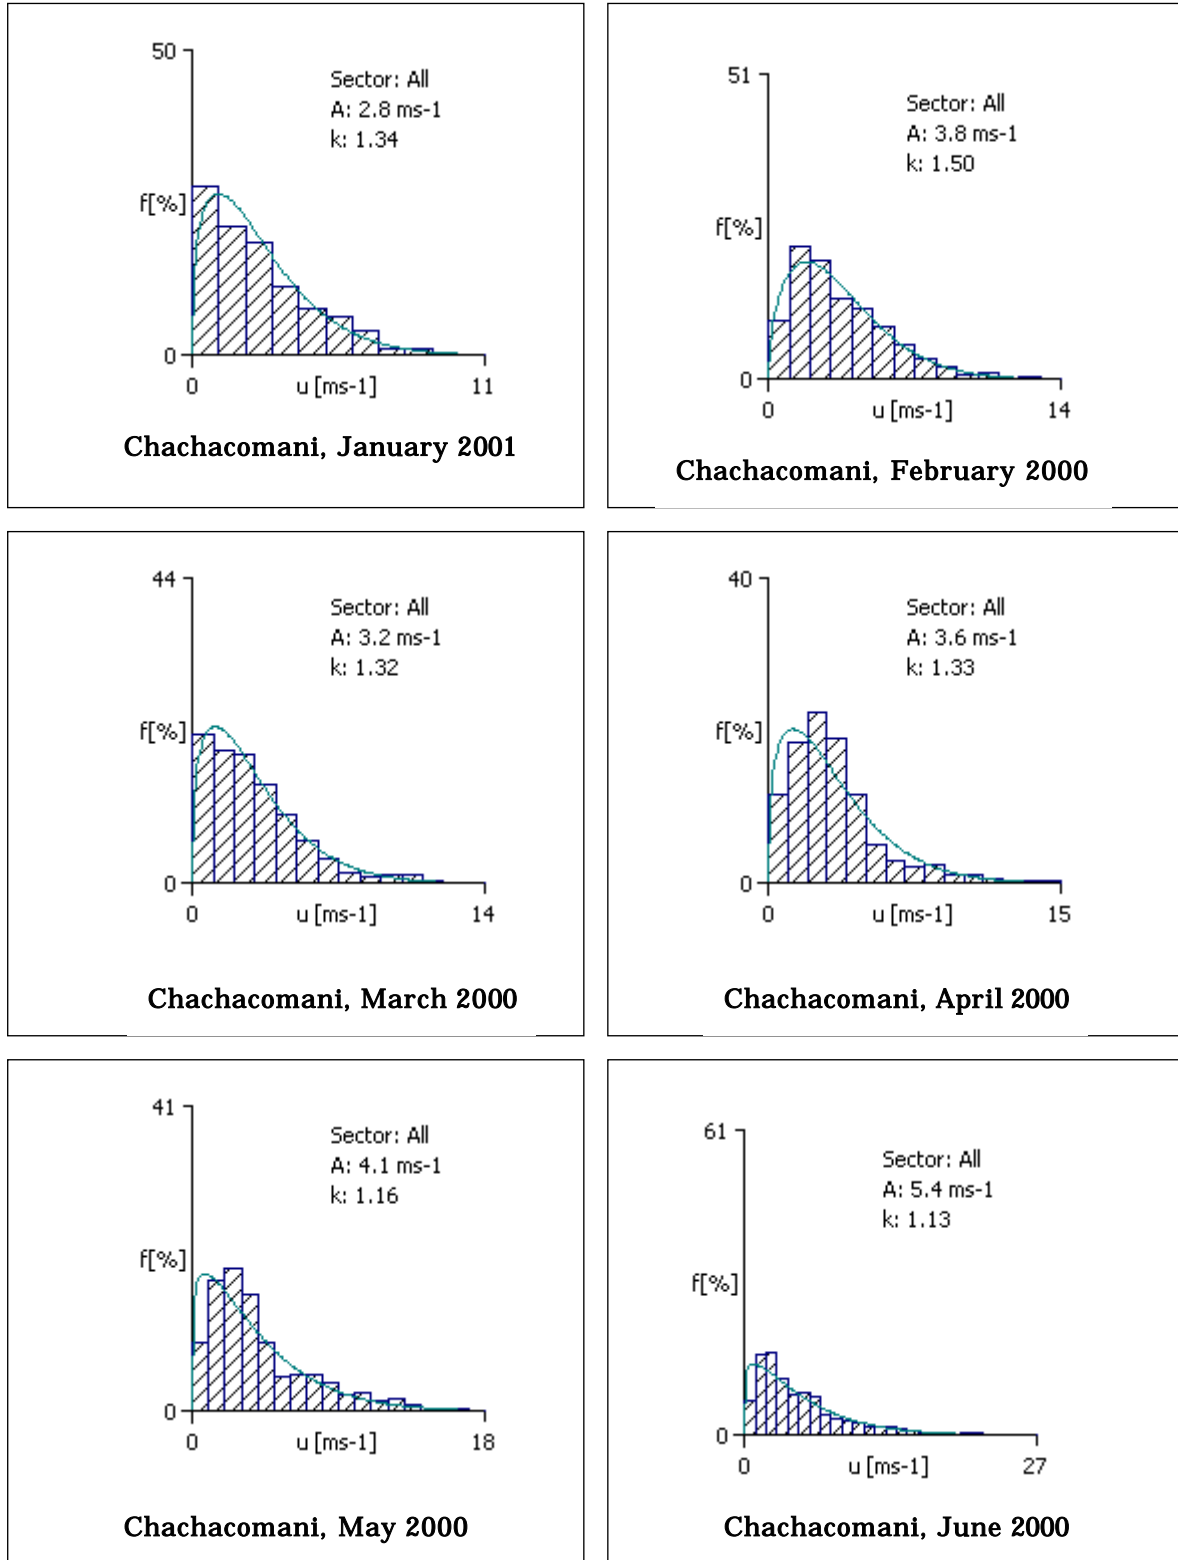 50
Sector: All
A: 2.8 ms-1
k: 1.34
f[%]
0
0 u [ms-1] 11
Chachacomani, January 2001
51
Sector: All
A: 3.8 ms-1
k: 1.50
f[%]
0
0 u [ms-1] 14
Chachacomani, February 2000
44
Sector: All
A: 3.2 ms-1
k: 1.32
f[%]
0
0 u [ms-1] 14
Chachacomani, March 2000
40
Sector: All
A: 3.6 ms-1
k: 1.33
f[%]
0
0 u [ms-1] 15
Chachacomani, April 2000
41
Sector: All
A: 4.1 ms-1
k: 1.16
f[%]
0
0 u [ms-1] 18
Chachacomani, May 2000
61
Sector: All
A: 5.4 ms-1
k: 1.13
f[%]
0
0 u [ms-1] 27
Chachacomani, June 2000